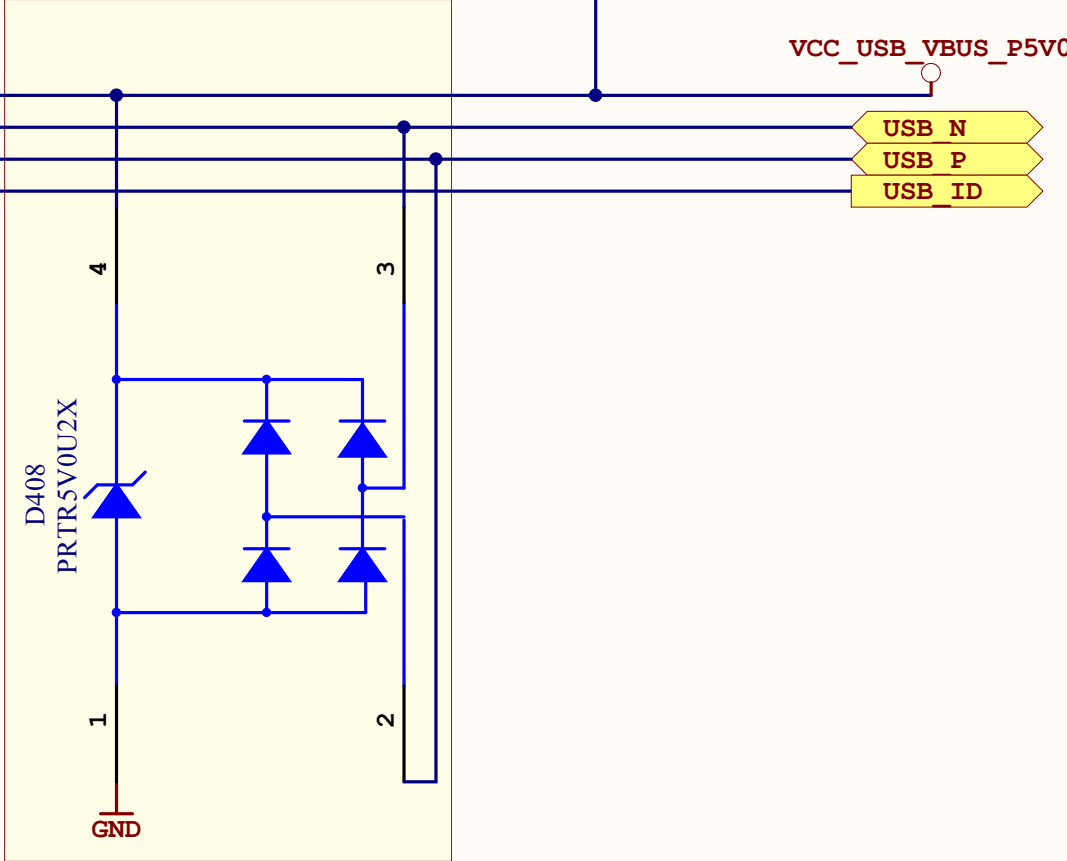 VCC_USB_VBUS_P5V0
USB_N
USB_P
USB_ID
4
3
D408
PRTR5V0U2X
1
2
GND